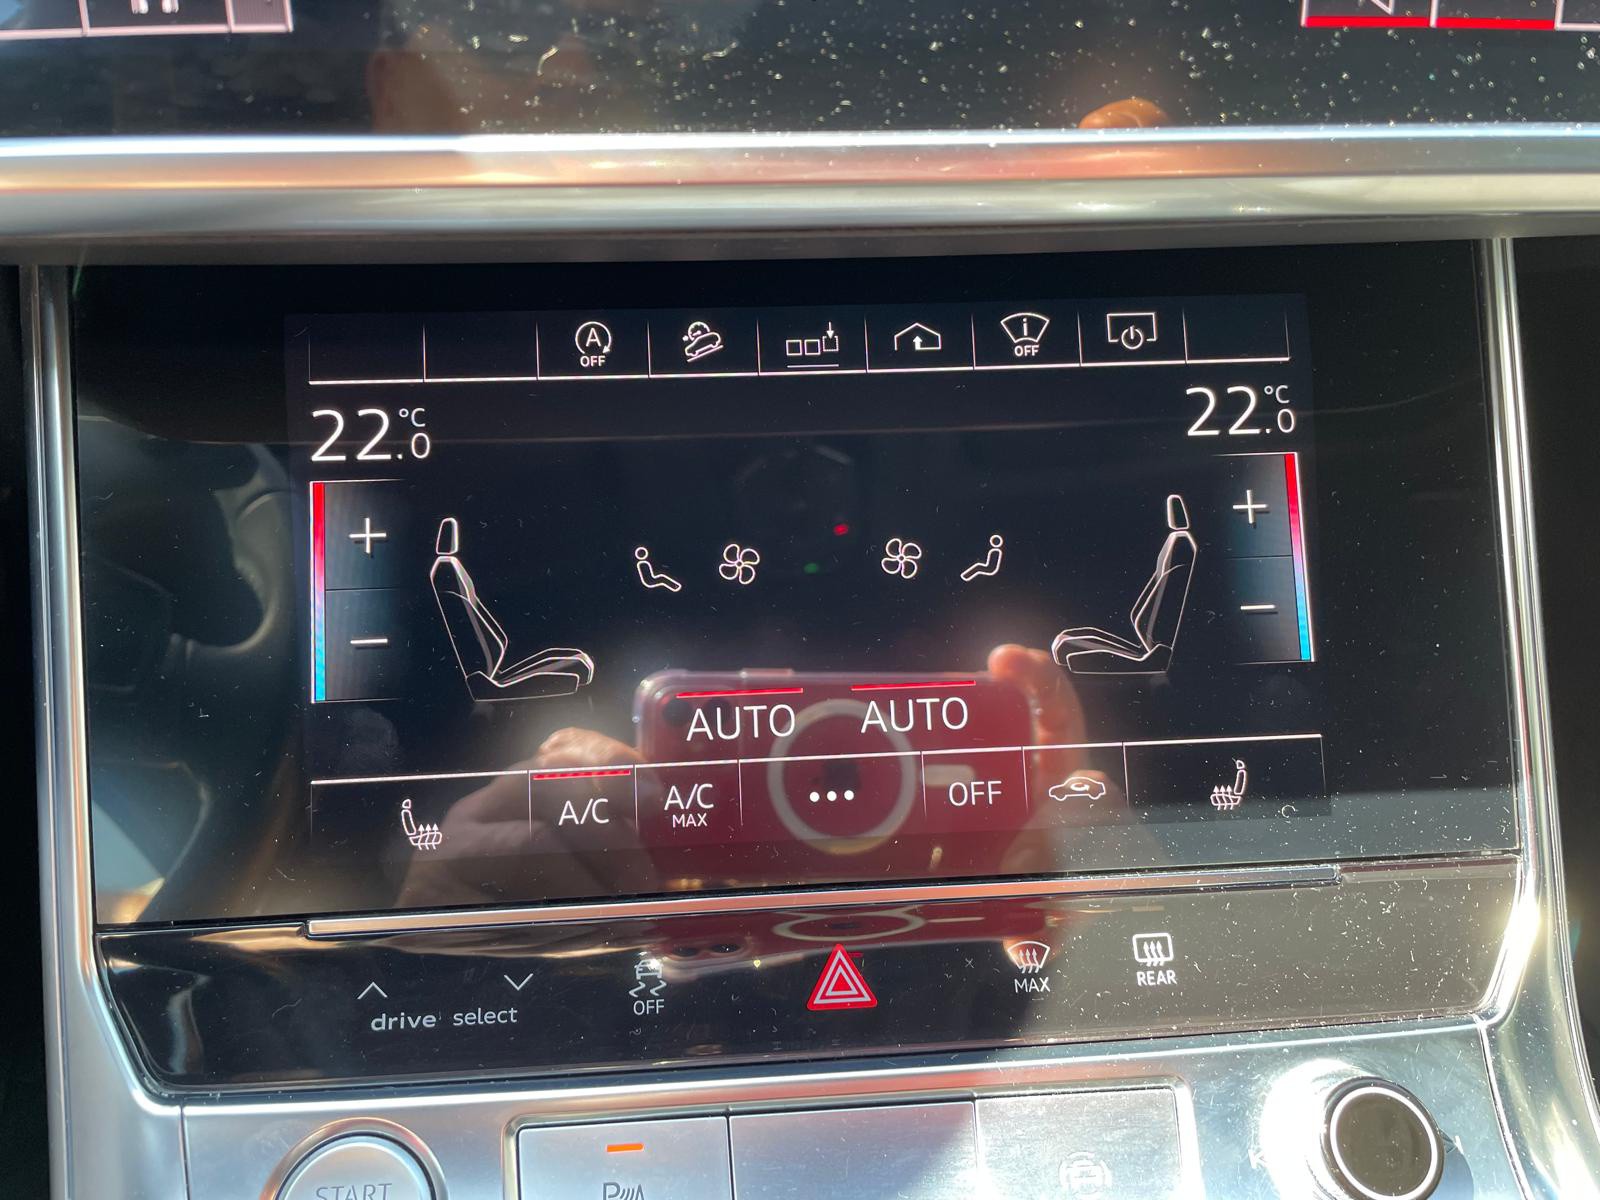 A
OFF
i
OFF
22.0 °C
22.0 °C
+
+
−
−
AUTO AUTO
A/C
A/C
MAX
•••
OFF
drive select
OFF
MAX
REAR
START
P